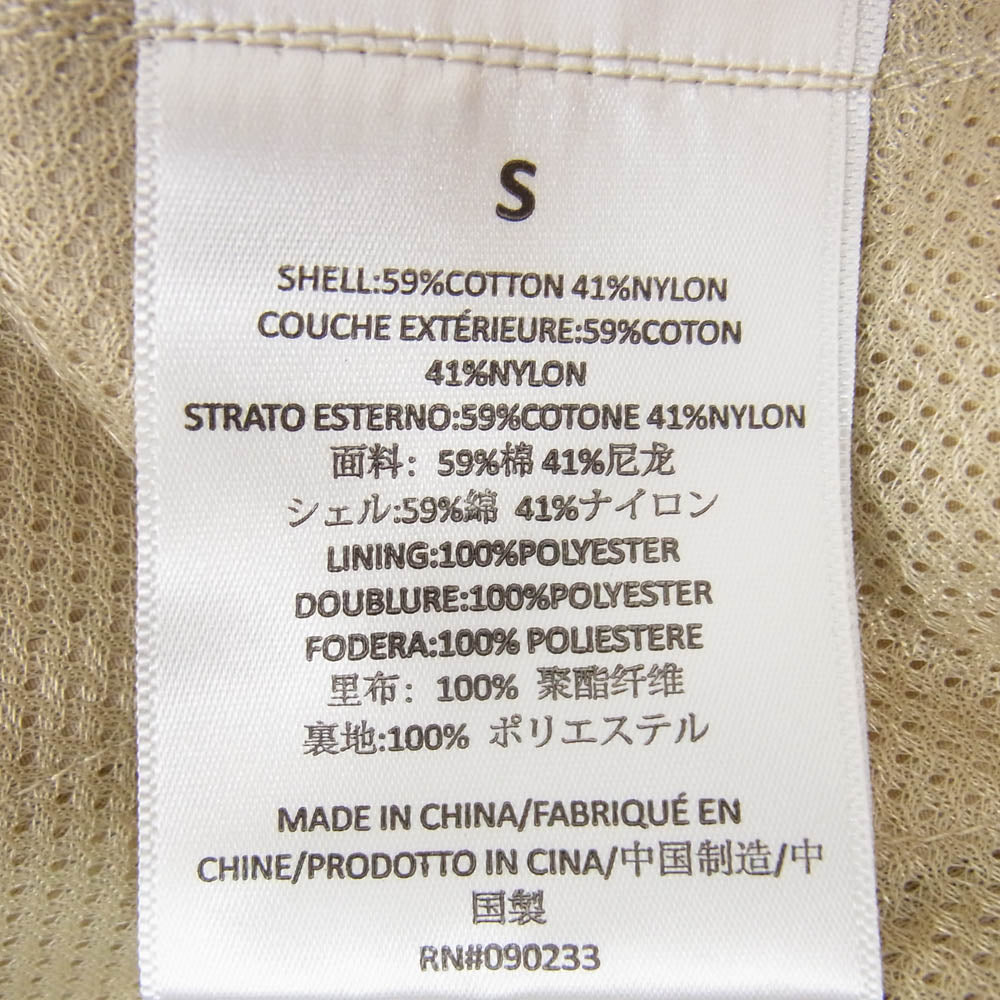 S
SHELL:59%COTTON 41%NYLON
COUCHE EXTÉRIEURE:59%COTON
41%NYLON
STRATO ESTERNO:59%COTONE 41%NYLON
面料：59%棉 41%尼龙
シェル:59%綿 41%ナイロン
LINING:100%POLYESTER
DOUBLURE:100%POLYESTER
FODERA:100% POLIESTERE
里布：100% 聚酯纤维
裏地:100% ポリエステル
MADE IN CHINA/FABRIQUÉ EN
CHINE/PRODOTTO IN CINA/中国制造/中
国製
RN#090233